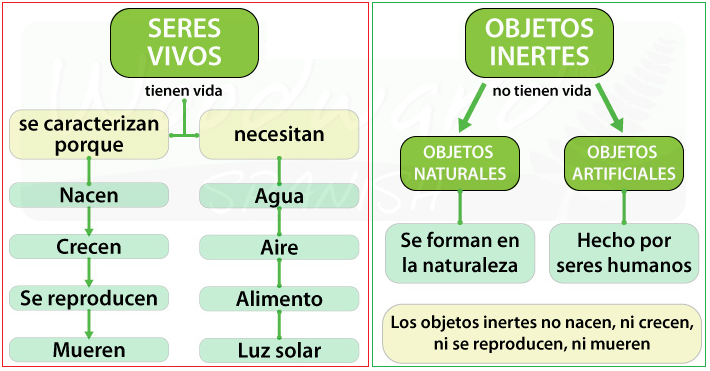 SERES
VIVOS
tienen vida
se caracterizan
porque
necesitan
Nacen
Crecen
Se reproducen
Mueren
Agua
Aire
Alimento
Luz solar
OBJETOS
INERTES
no tienen vida
OBJETOS
NATURALES
OBJETOS
ARTIFICIALES
Se forman en
la naturaleza
Hecho por
seres humanos
Los objetos inertes no nacen, ni crecen,
ni se reproducen, ni mueren
Woodward
SPANISH